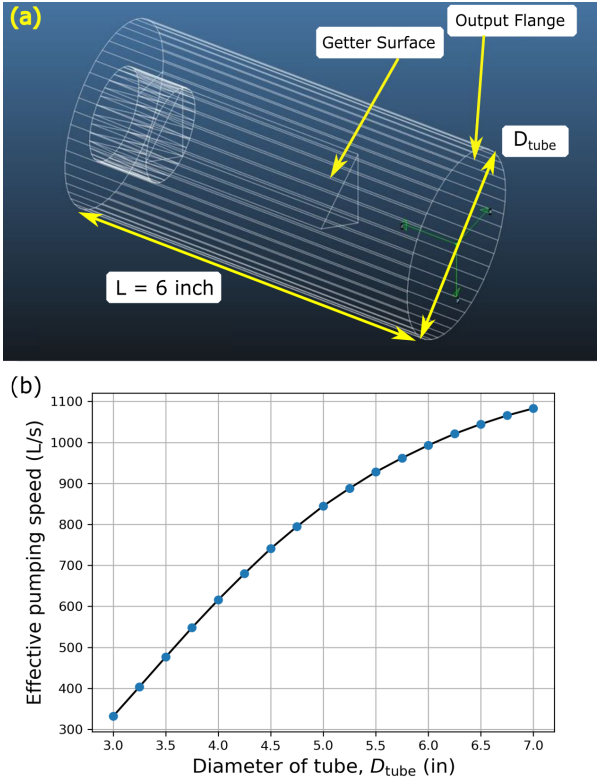 (a)
Output Flange
Getter Surface
D_tube
L = 6 inch
(b)
1100
1000
900
800
700
600
500
400
300
Effective pumping speed (L/s)
3.0 3.5 4.0 4.5 5.0 5.5 6.0 6.5 7.0
Diameter of tube, D_tube (in)